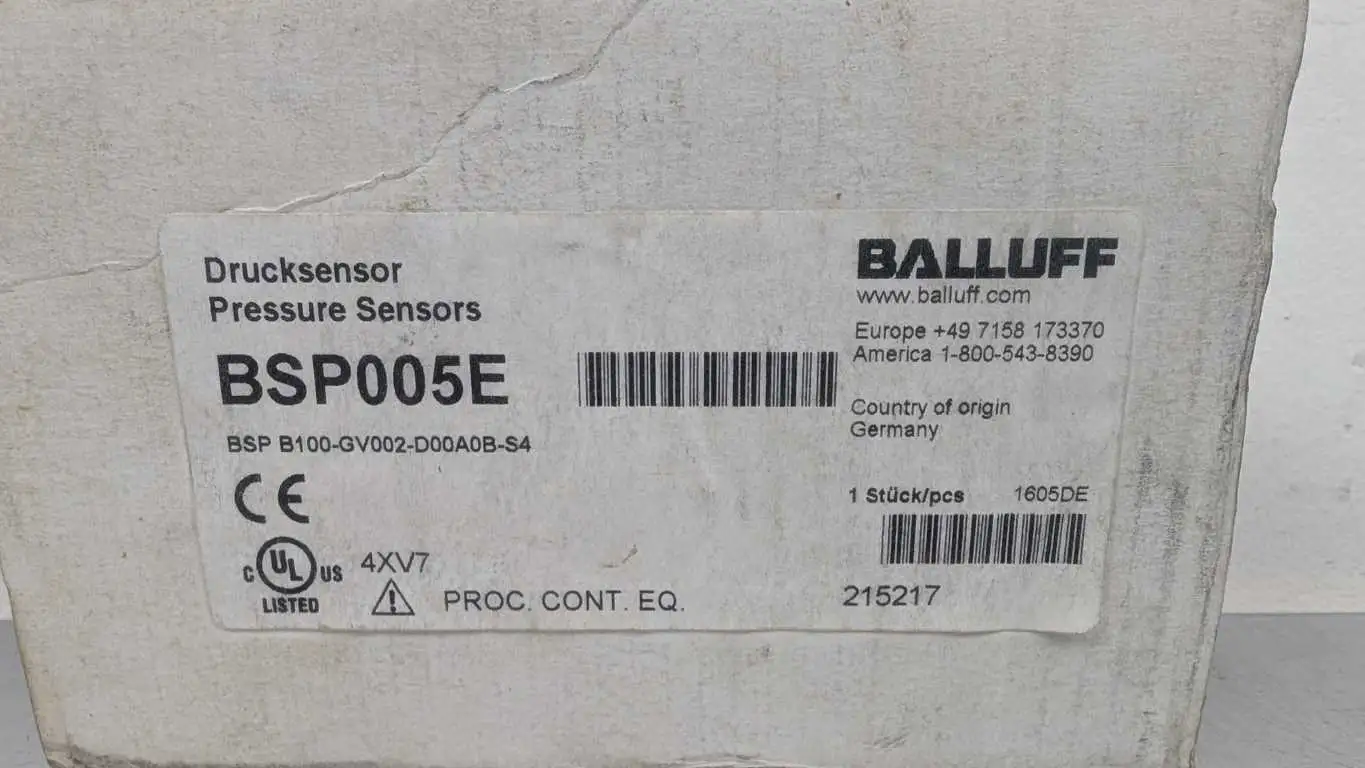 Drucksensor
Pressure Sensors
BSP005E
BSP B100-GV002-D00A0B-S4
CE
C UL US
LISTED
4XV7
PROC. CONT. EQ.
BALLUFF
www.balluff.com
Europe +49 7158 173370
America 1-800-543-8390
Country of origin
Germany
1 Stück/pcs 1605DE
215217